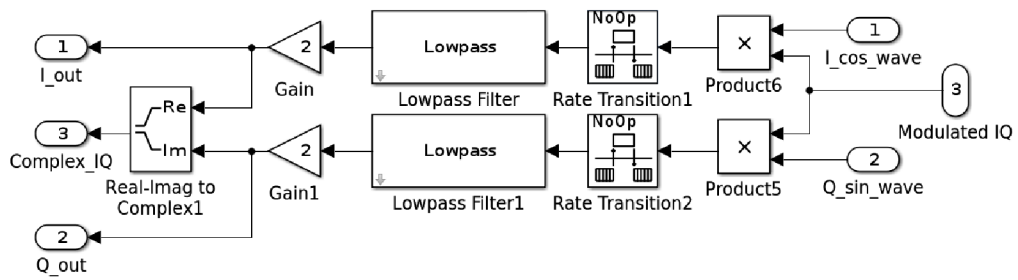 1
I_out
3
Complex_IQ
2
Q_out
Re
Im
Real-Imag to
Complex1
2
Gain
2
Gain1
Lowpass
Lowpass Filter
Lowpass
Lowpass Filter1
NoOp
Rate Transition1
NoOp
Rate Transition2
×
Product6
×
Product5
1
I_cos_wave
3
Modulated IQ
2
Q_sin_wave